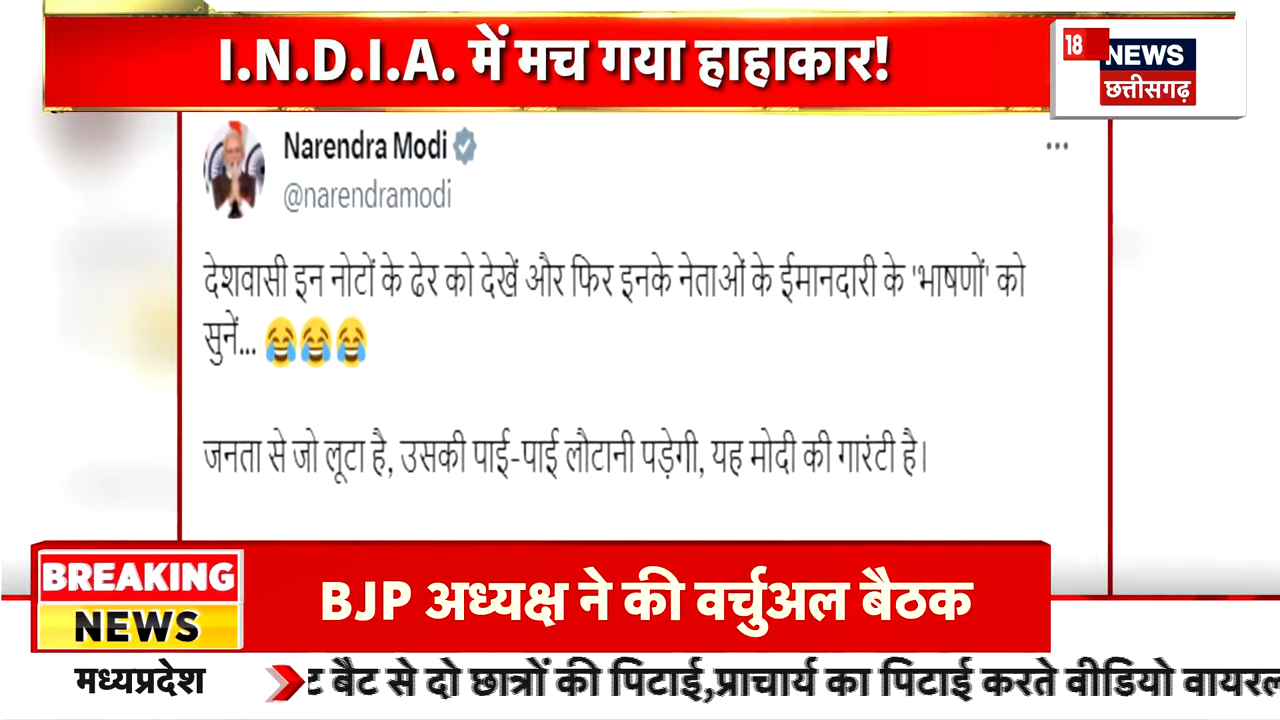 I.N.D.I.A. में मच गया हाहाकार!
18
NEWS
छत्तीसगढ़
Narendra Modi
@narendramodi
देशवासी इन नोटों के ढेर को देखें और फिर इनके नेताओं के ईमानदारी के 'भाषणों' को
सुनें... 😂😂😂
जनता से जो लूटा है, उसकी पाई-पाई लौटानी पड़ेगी, यह मोदी की गारंटी है।
BREAKING
NEWS
BJP अध्यक्ष ने की वर्चुअल बैठक
मध्यप्रदेश
बैट से दो छात्रों की पिटाई,प्राचार्य का पिटाई करते वीडियो वायरल